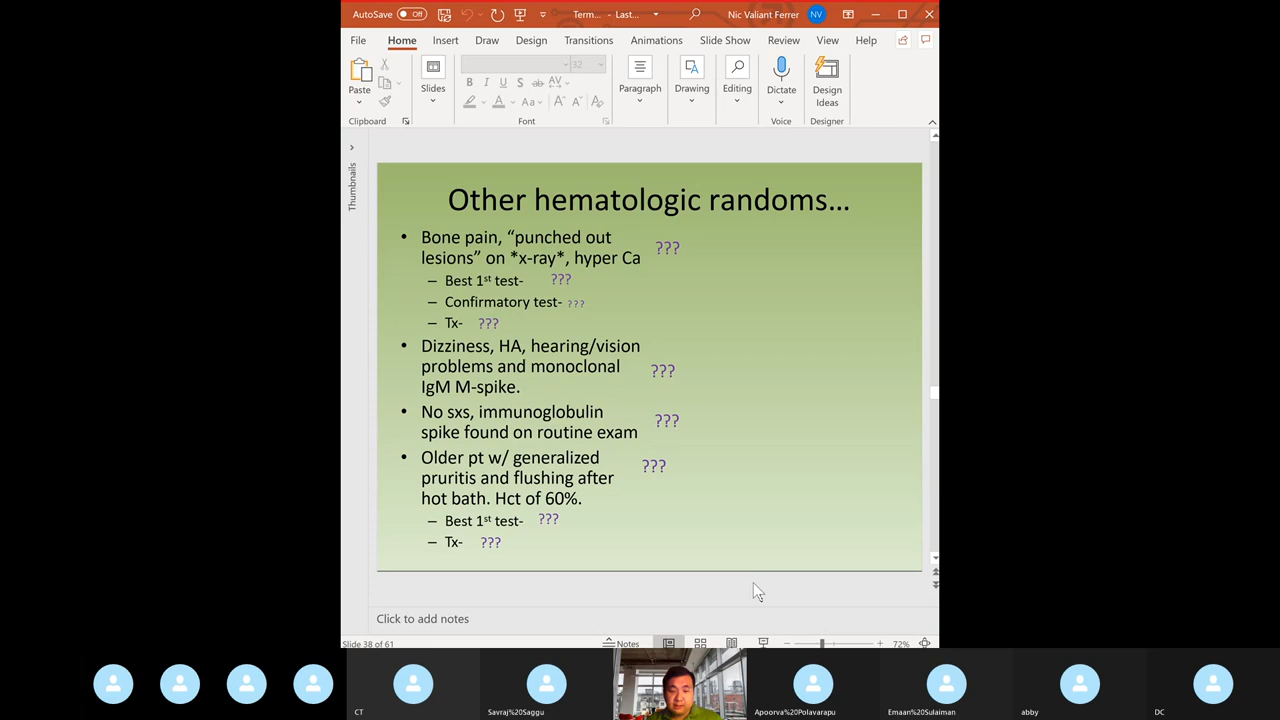 AutoSave Off Term... - Last... Nic Valiant Ferrer NV
File Home Insert Draw Design Transitions Animations Slide Show Review View Help
32
Paste Slides B I U S ab AV Paragraph Drawing Editing Dictate Design Ideas
Aa
Clipboard Font Voice Designer
Thumbnails
Other hematologic randoms...
• Bone pain, “punched out
lesions” on *x-ray*, hyper Ca ???
– Best 1st test- ???
– Confirmatory test- ???
– Tx- ???
• Dizziness, HA, hearing/vision
problems and monoclonal ???
IgM M-spike.
• No sxs, immunoglobulin
spike found on routine exam ???
• Older pt w/ generalized ???
pruritis and flushing after
hot bath. Hct of 60%.
– Best 1st test- ???
– Tx- ???
Click to add notes
Slide 38 of 61 Notes 72%
CT Savraj%20Saggu Apoorva%20Polavarapu Emaan%20Sulaiman abby DC